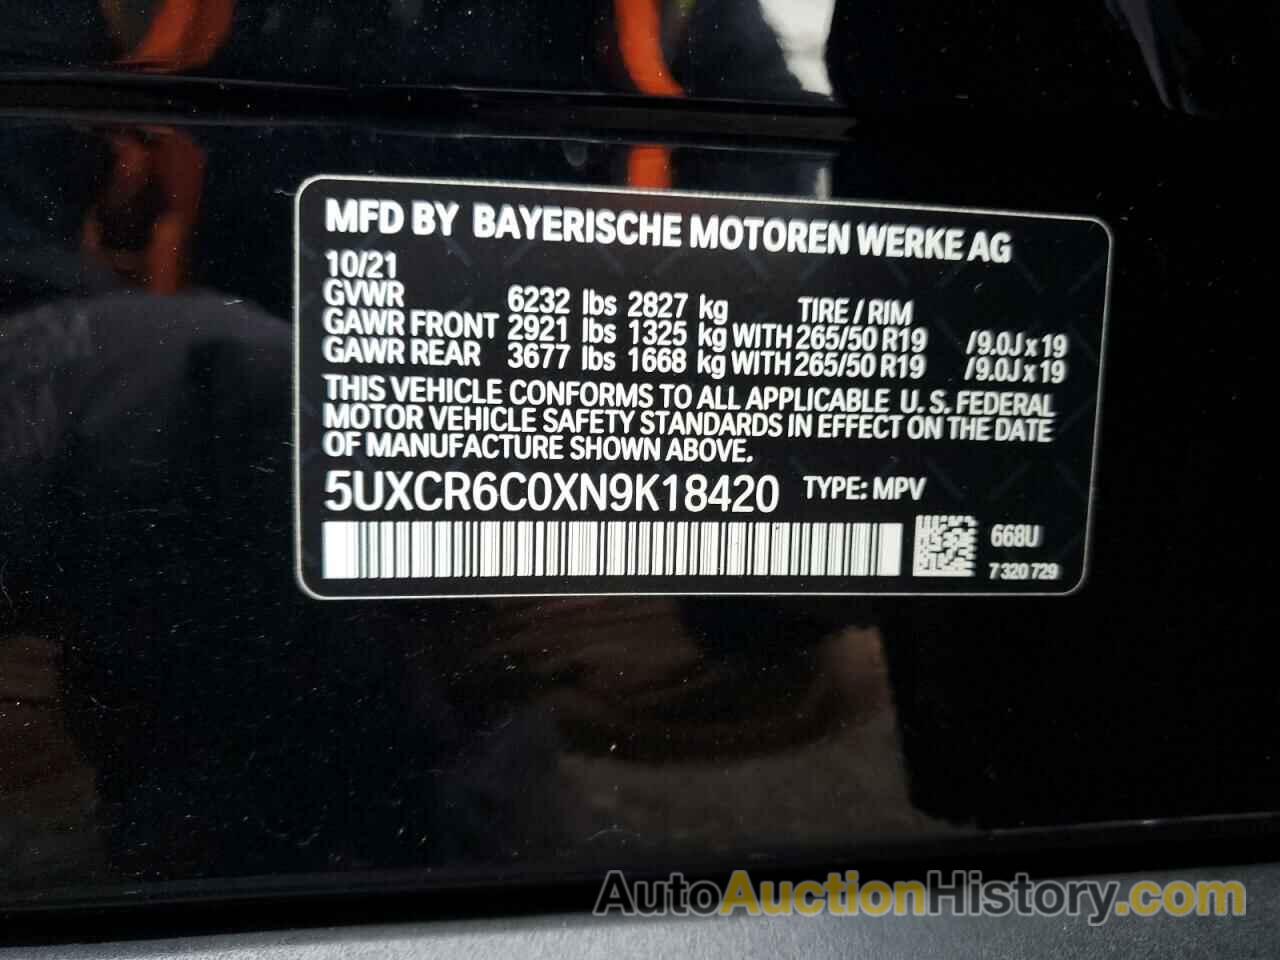 MFD BY BAYERISCHE MOTOREN WERKE AG
10/21
GVWR 6232 lbs 2827 kg TIRE / RIM
GAWR FRONT 2921 lbs 1325 kg WITH 265/50 R19 / 9.0J x 19
GAWR REAR 3677 lbs 1668 kg WITH 265/50 R19 / 9.0J x 19
THIS VEHICLE CONFORMS TO ALL APPLICABLE U.S. FEDERAL
MOTOR VEHICLE SAFETY STANDARDS IN EFFECT ON THE DATE
OF MANUFACTURE SHOWN ABOVE.
5UXCR6C0XN9K18420 TYPE: MPV
668U
7 320 729
AutoAuctionHistory.com